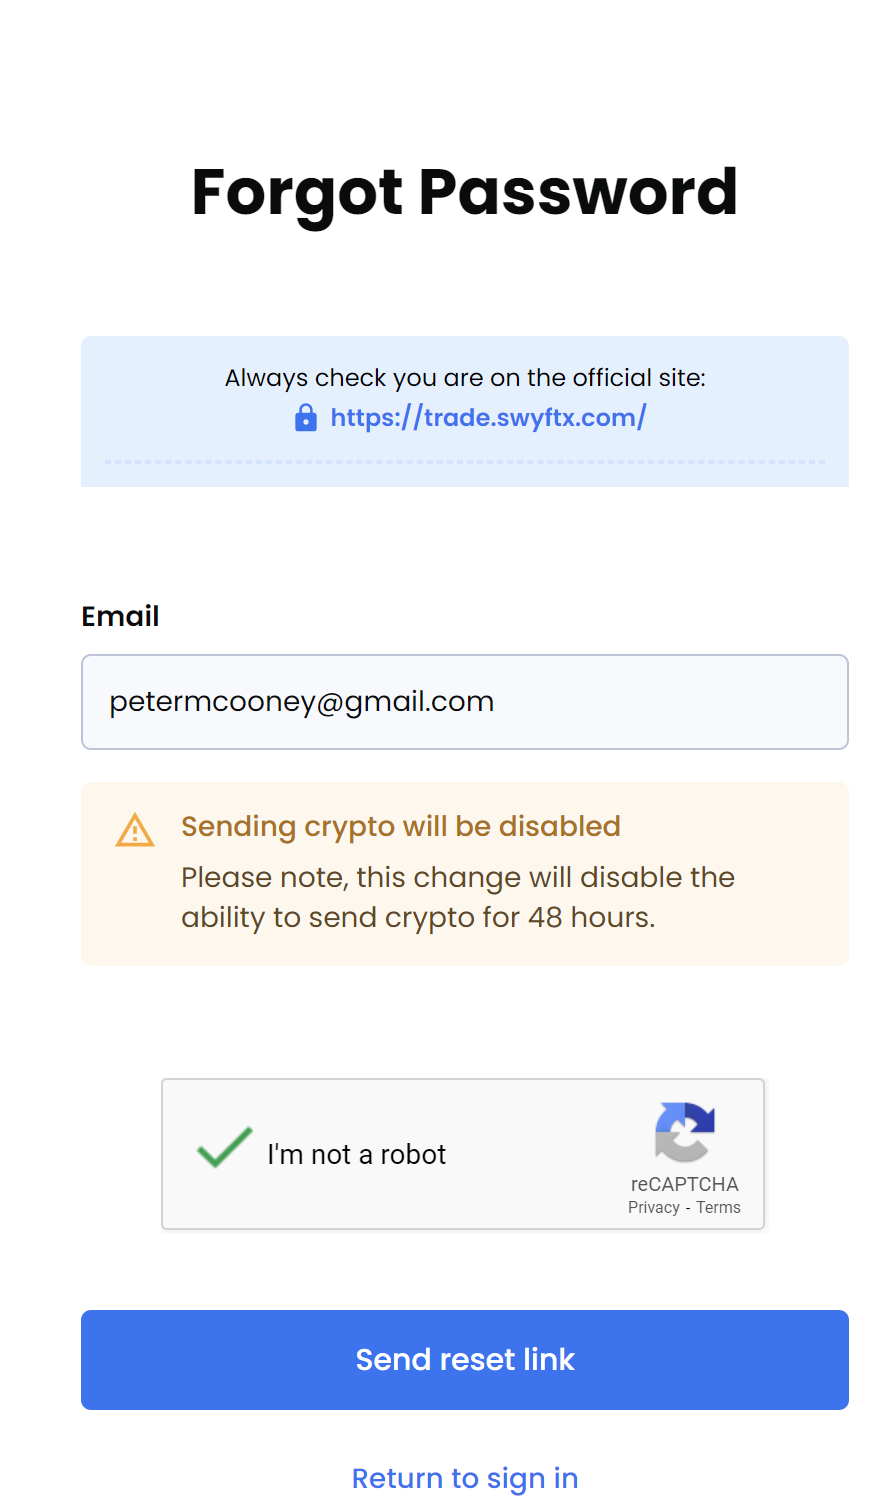 Forgot Password
Always check you are on the official site:
https://trade.swyftx.com/
Email
petermcooney@gmail.com
Sending crypto will be disabled
Please note, this change will disable the
ability to send crypto for 48 hours.
I'm not a robot
reCAPTCHA
Privacy - Terms
Send reset link
Return to sign in